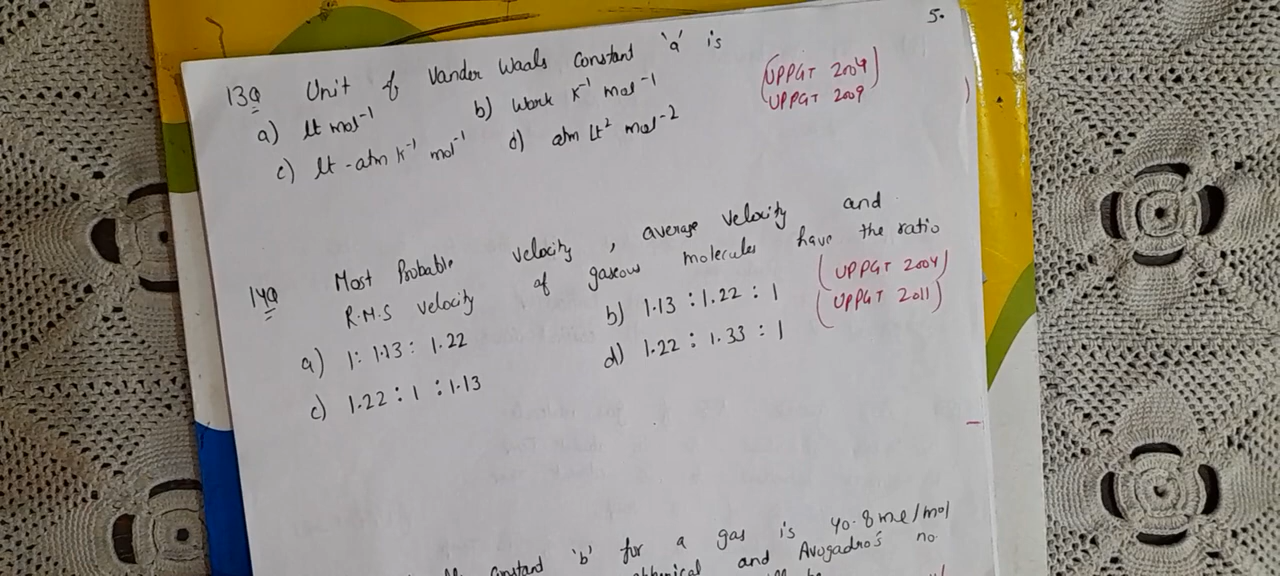 5.
13Q Unit of Vander Waals Constant 'a' is
a) lt mol⁻¹ b) Work K⁻¹ mol⁻¹ (UPPGT 2004)
c) lt-atm K⁻¹ mol⁻¹ d) atm Lt² mol⁻² UPPGT 2009
14Q Most Probable velocity, average velocity and
R.M.S velocity of gaseous molecules have the ratio
a) 1: 1.13: 1.22 b) 1.13 : 1.22 : 1 (UPPGT 2004)
c) 1.22 : 1 : 1.13 d) 1.22 : 1.33 : 1 (UPPGT 2011)
constant 'b' for a gas is 40.8 ml/mol
and Avogadro's no.